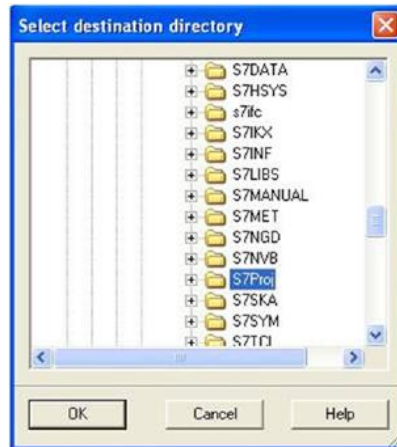 Select destination directory
S7DATA
S7HSYS
s7ifc
S7IKX
S7INF
S7LIBS
S7MANUAL
S7MET
S7NGD
S7NVB
S7Proj
S7SKA
S7SYM
S7TCI
OK
Cancel
Help